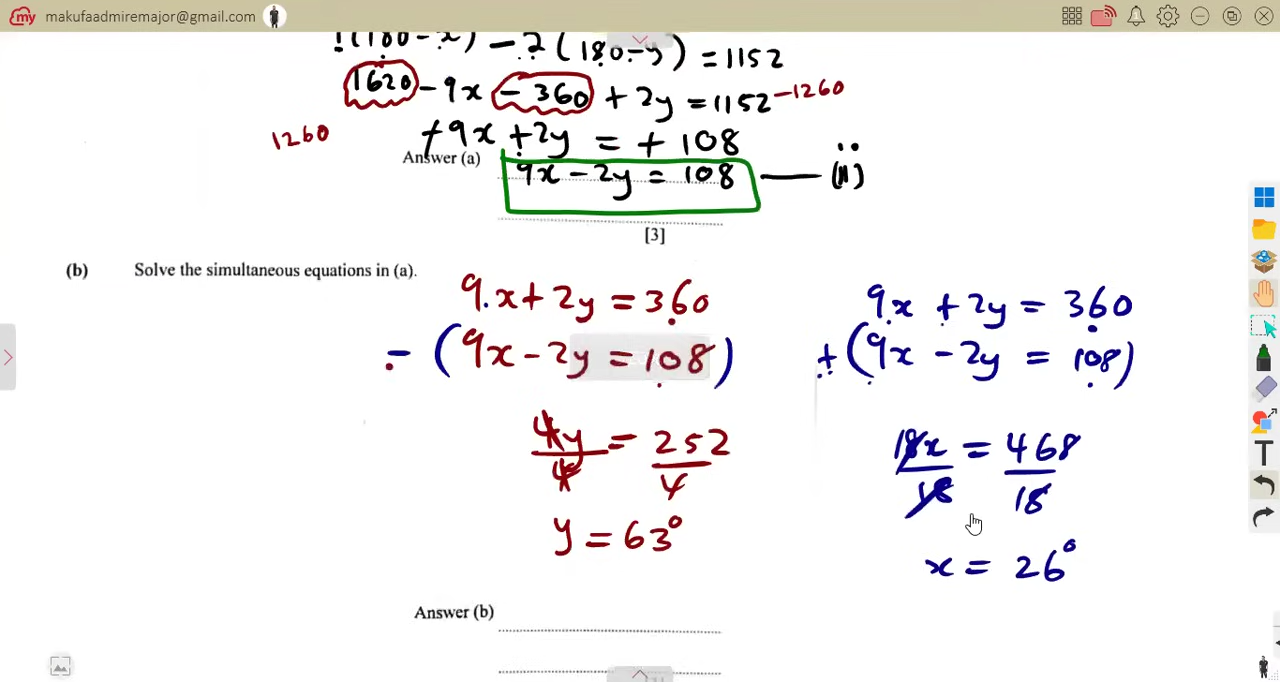 my makufaadmiremajor@gmail.com
(180 - x) - 2(180 - y) = 1152
1620 - 9x - 360 + 2y = 1152 - 1260
1260
+9x + 2y = + 108
Answer (a)
9x - 2y = 108 — (ii)
[3]
(b) Solve the simultaneous equations in (a).
9x + 2y = 360
- (9x - 2y = 108)
4y = 252
4 4
y = 63°
9x + 2y = 360
+ (9x - 2y = 108)
18x = 468
18 18
x = 26°
Answer (b)
T